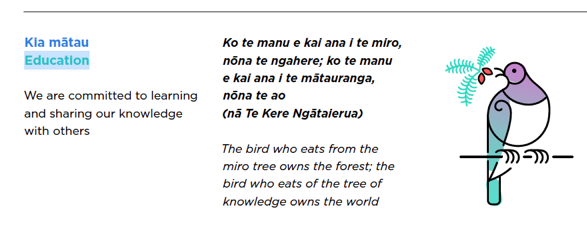 Kia mātau
Education
We are committed to learning
and sharing our knowledge
with others
Ko te manu e kai ana i te miro,
nōna te ngahere; ko te manu
e kai ana i te mātauranga,
nōna te ao
(nā Te Kere Ngātaierua)
The bird who eats from the
miro tree owns the forest; the
bird who eats of the tree of
knowledge owns the world